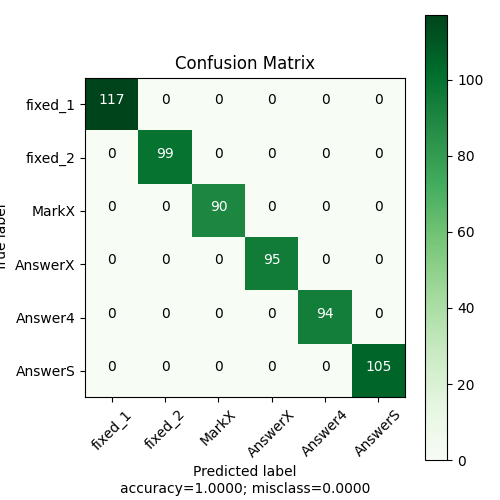 Confusion Matrix
fixed_1 117 0 0 0 0 0
fixed_2 0 99 0 0 0 0
MarkX 0 0 90 0 0 0
AnswerX 0 0 0 95 0 0
Answer4 0 0 0 0 94 0
AnswerS 0 0 0 0 0 105
fixed_1 fixed_2 MarkX AnswerX Answer4 AnswerS
Predicted label
accuracy=1.0000; misclass=0.0000
True label
100
80
60
40
20
0